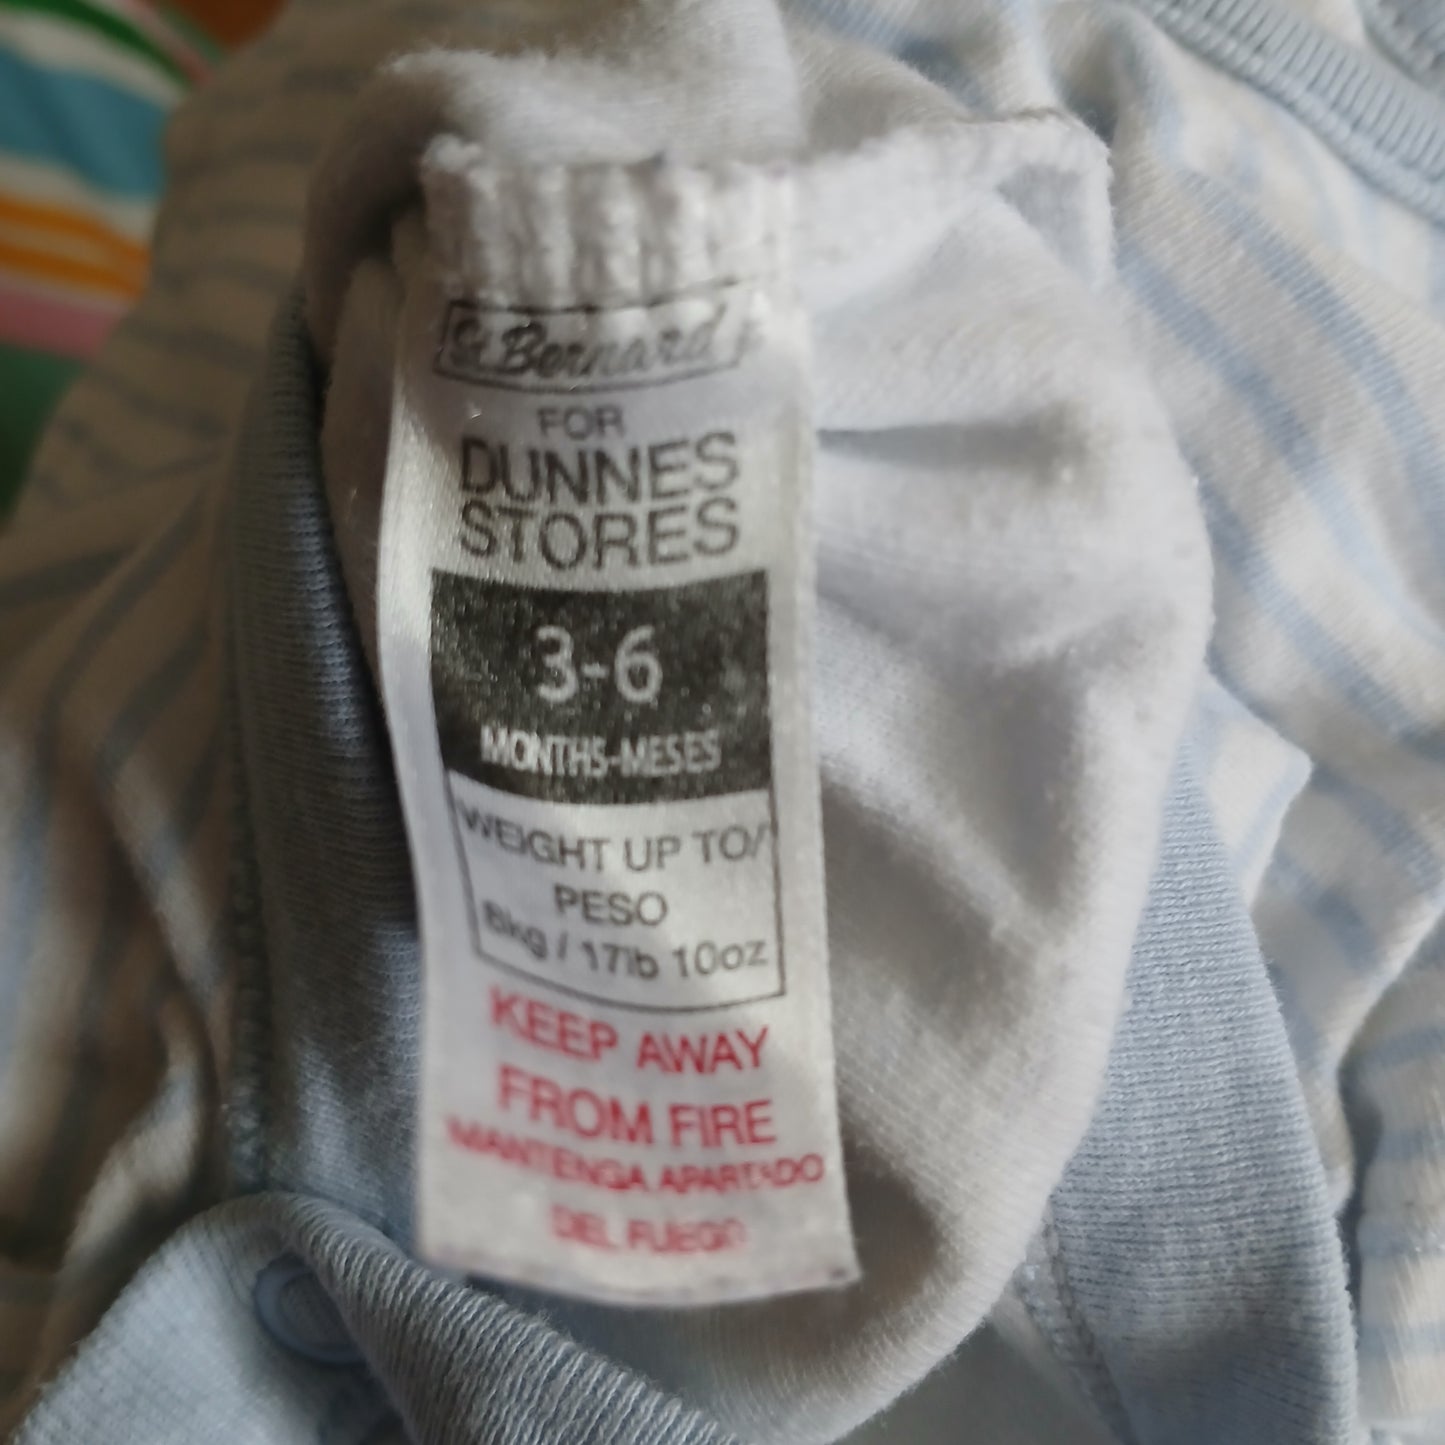 St Bernard
FOR
DUNNES
STORES
3-6
MONTHS-MESES
WEIGHT UP TO/
PESO
8kg / 17lb 10oz
KEEP AWAY
FROM FIRE
MANTENGA APARTADO
DEL FUEGO